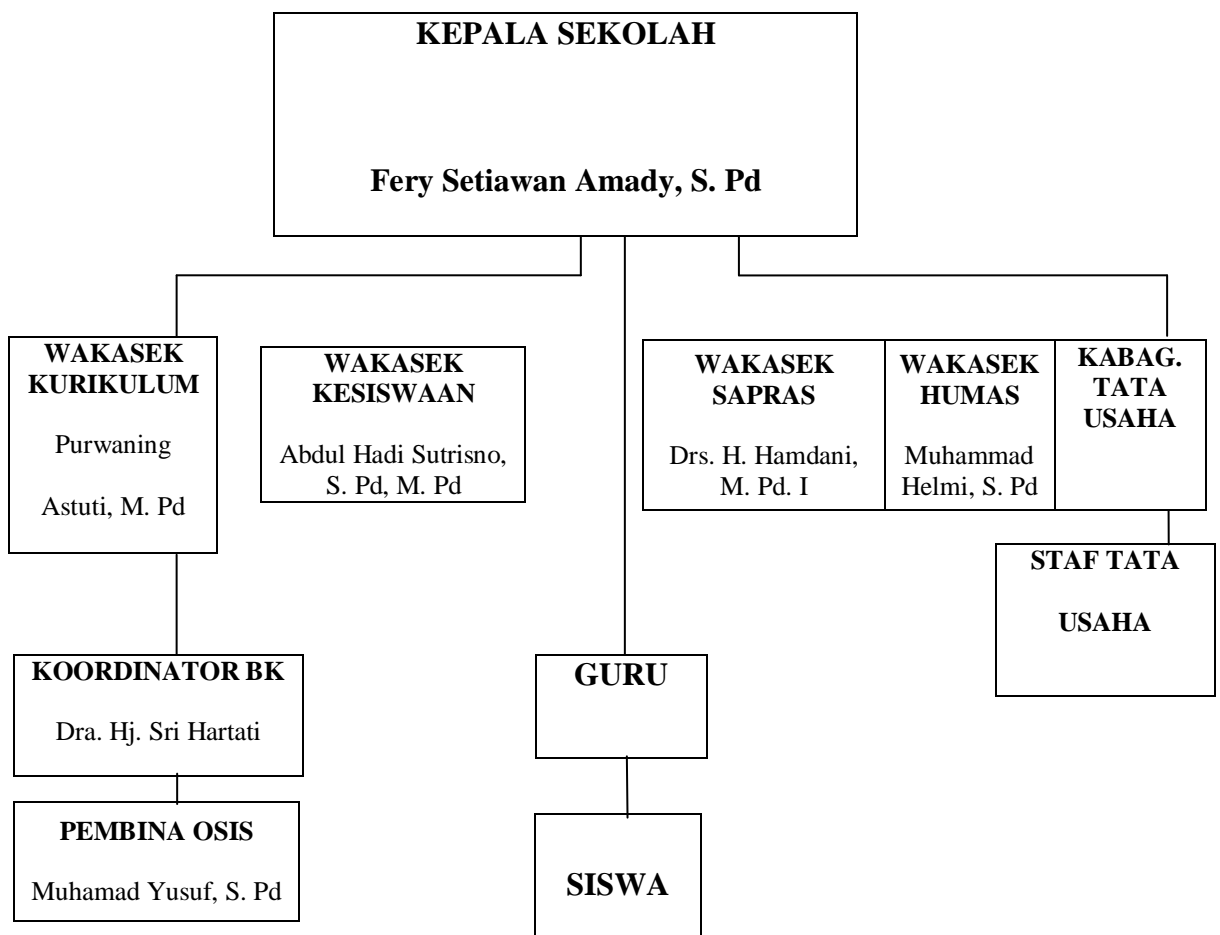 KEPALA SEKOLAH
Fery Setiawan Amady, S. Pd
WAKASEK
KURIKULUM
Purwaning
Astuti, M. Pd
WAKASEK
KESISWAAN
Abdul Hadi Sutrisno,
S. Pd, M. Pd
WAKASEK
SAPRAS
Drs. H. Hamdani,
M. Pd. I
WAKASEK
HUMAS
Muhammad
Helmi, S. Pd
KABAG.
TATA
USAHA
STAF TATA
USAHA
KOORDINATOR BK
Dra. Hj. Sri Hartati
GURU
PEMBINA OSIS
Muhamad Yusuf, S. Pd
SISWA